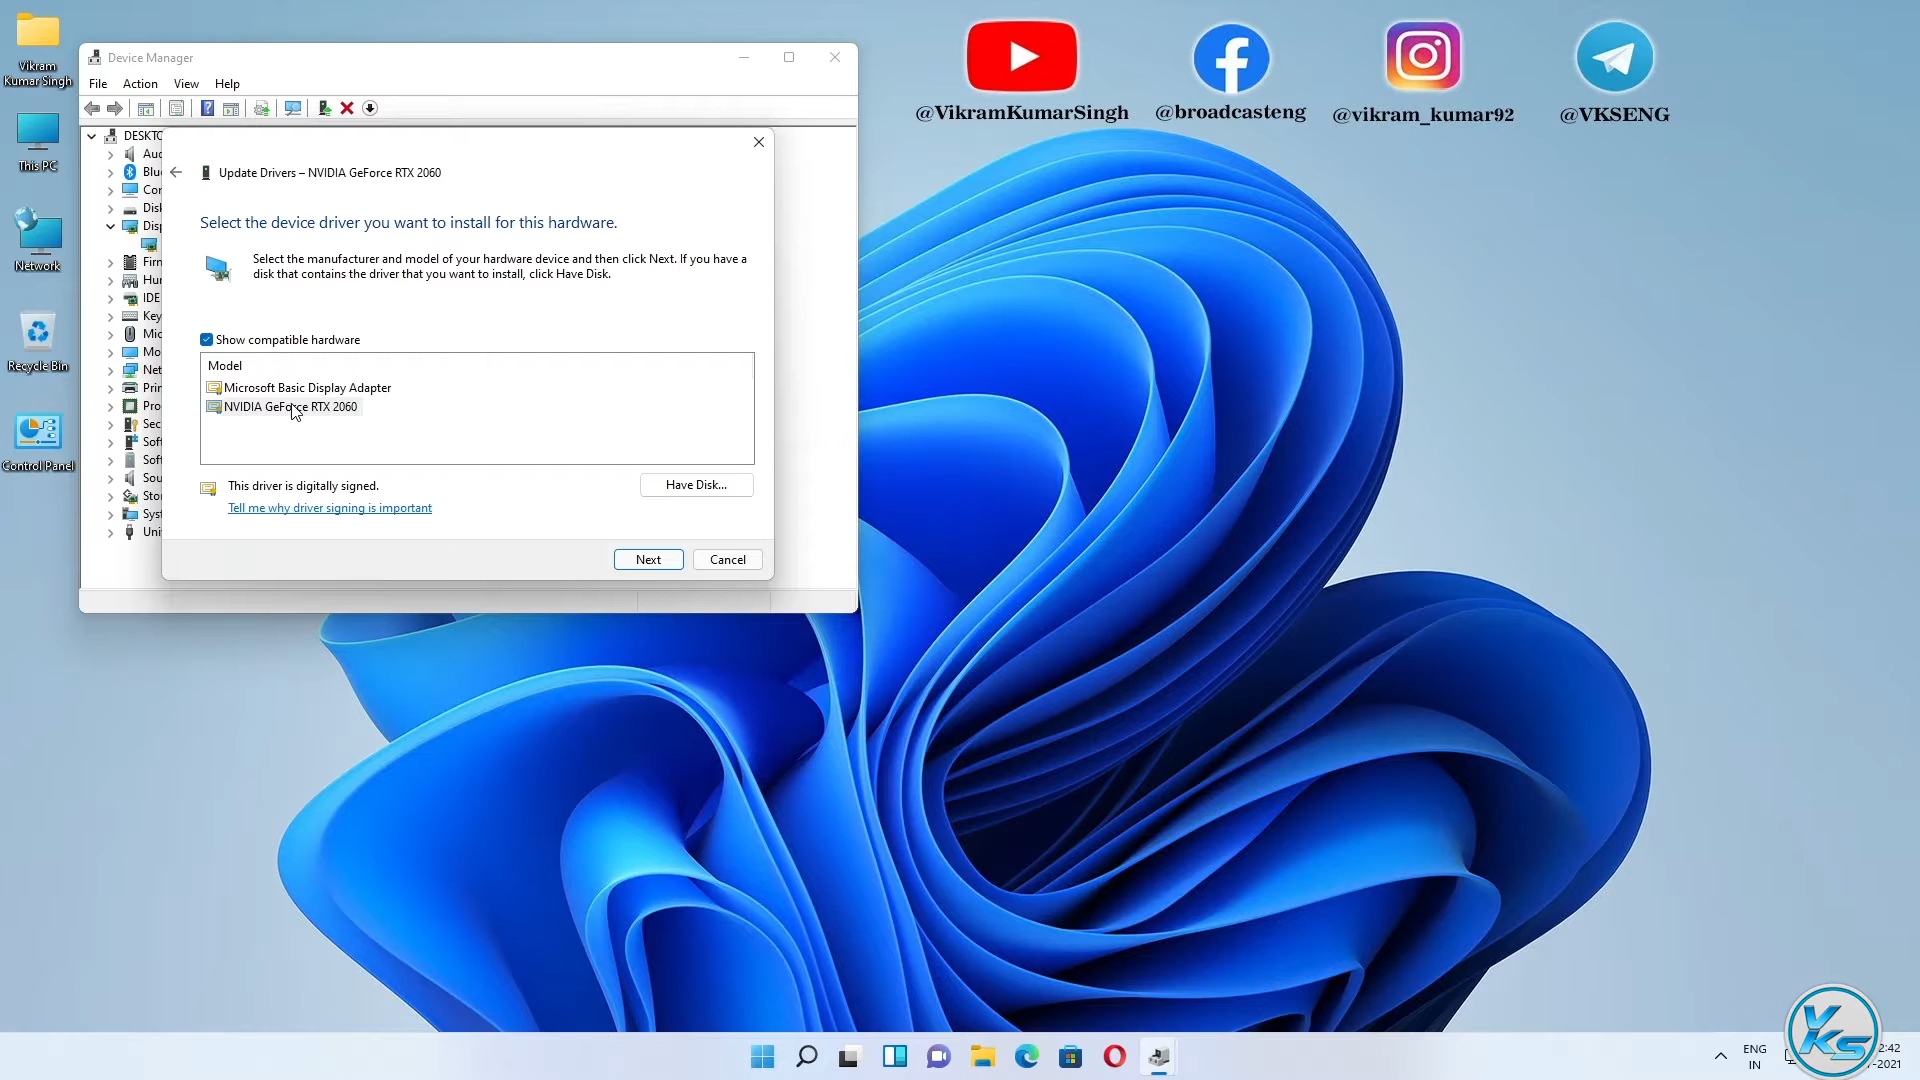 Vikram
Kumar Singh
This PC
Network
Recycle Bin
Control Panel
Device Manager
File Action View Help
Update Drivers – NVIDIA GeForce RTX 2060
Select the device driver you want to install for this hardware.
Select the manufacturer and model of your hardware device and then click Next. If you have a
disk that contains the driver that you want to install, click Have Disk.
Show compatible hardware
Model
Microsoft Basic Display Adapter
NVIDIA GeForce RTX 2060
This driver is digitally signed.
Have Disk...
Tell me why driver signing is important
Next Cancel
@VikramKumarSingh
@broadcasteng
@vikram_kumar92
@VKSENG
ENG
IN
VKS